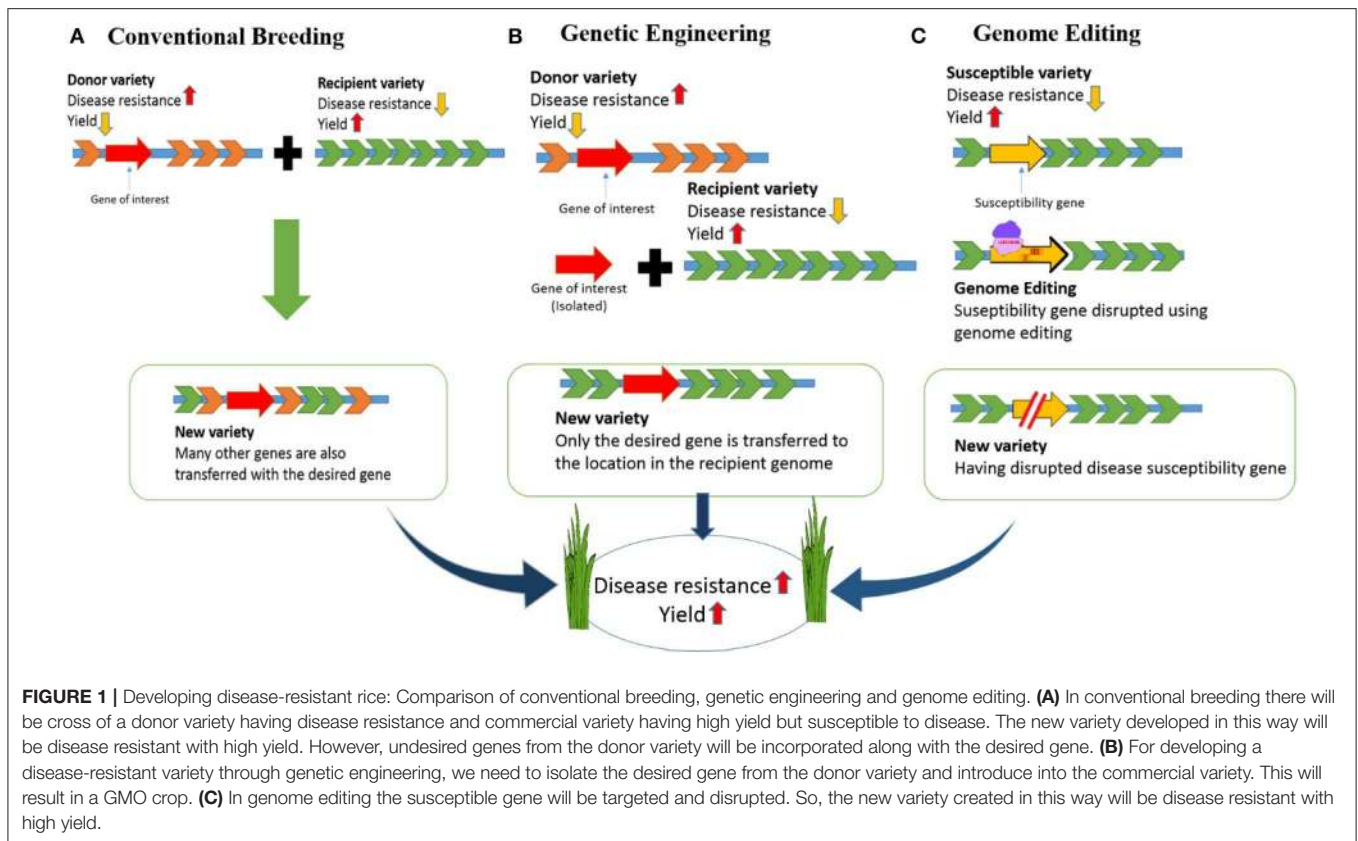 A Conventional Breeding
Donor variety
Disease resistance
Yield
Gene of interest
Recipient variety
Disease resistance
Yield
New variety
Many other genes are also
transferred with the desired gene
B Genetic Engineering
Donor variety
Disease resistance
Yield
Gene of interest
Recipient variety
Disease resistance
Yield
Gene of interest
(Isolated)
New variety
Only the desired gene is transferred to
the location in the recipient genome
C Genome Editing
Susceptible variety
Disease resistance
Yield
Susceptibility gene
Genome Editing
Suseptibility gene disrupted using
genome editing
New variety
Having disrupted disease susceptibility gene
Disease resistance
Yield
FIGURE 1 | Developing disease-resistant rice: Comparison of conventional breeding, genetic engineering and genome editing. (A) In conventional breeding there will
be cross of a donor variety having disease resistance and commercial variety having high yield but susceptible to disease. The new variety developed in this way will
be disease resistant with high yield. However, undesired genes from the donor variety will be incorporated along with the desired gene. (B) For developing a
disease-resistant variety through genetic engineering, we need to isolate the desired gene from the donor variety and introduce into the commercial variety. This will
result in a GMO crop. (C) In genome editing the susceptible gene will be targeted and disrupted. So, the new variety created in this way will be disease resistant with
high yield.